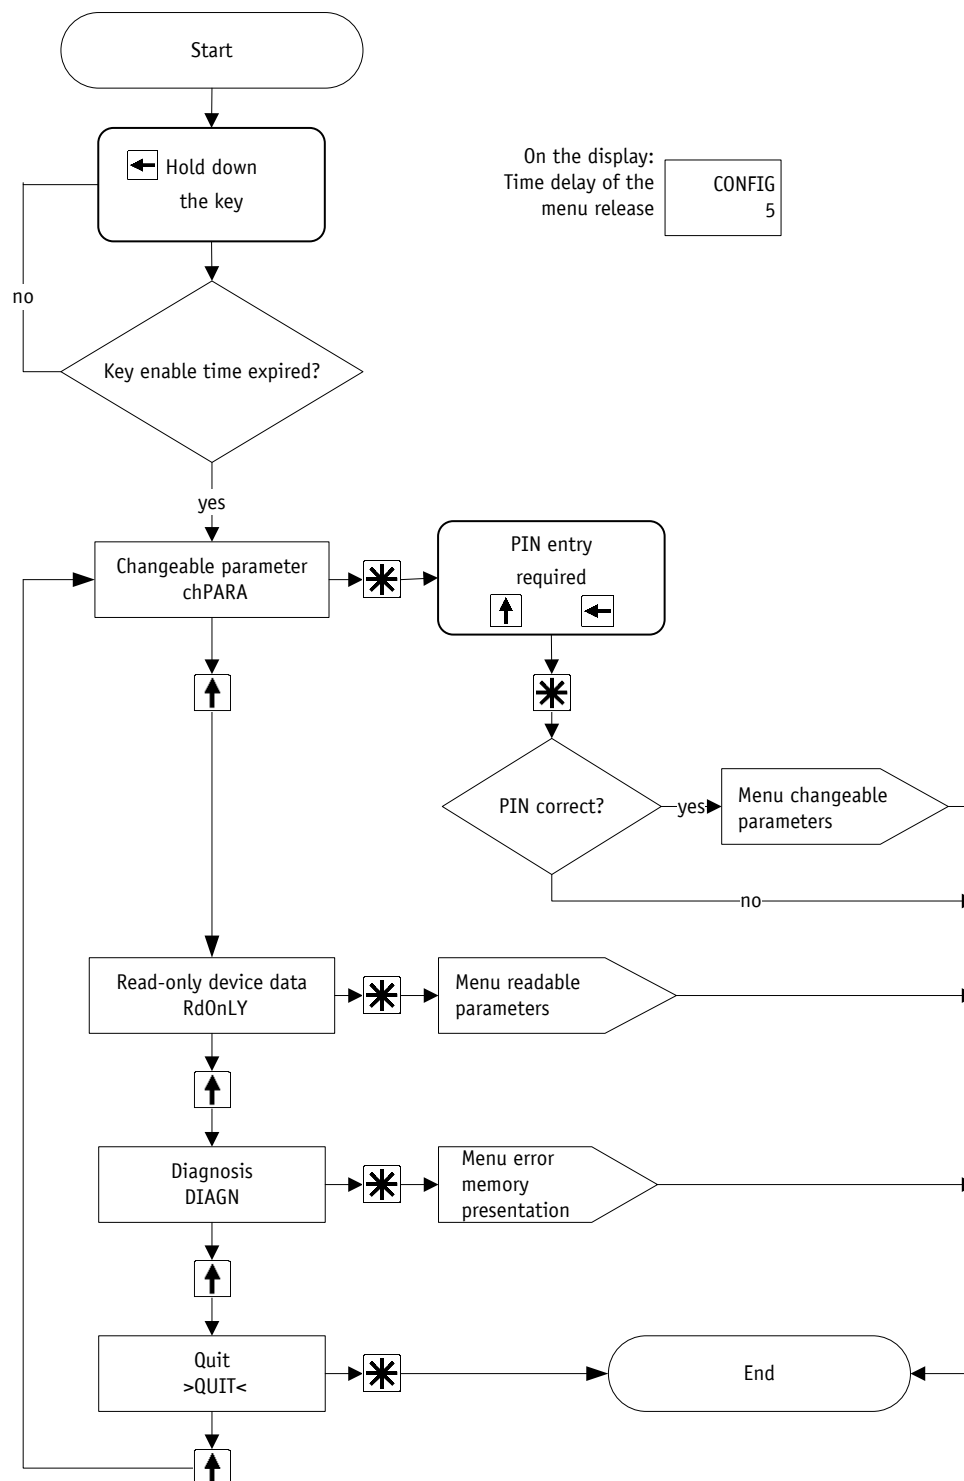 Start
Hold down
the key
On the display:
Time delay of the
menu release
CONFIG
5
no
Key enable time expired?
yes
Changeable parameter
chPARA
PIN entry
required
PIN correct?
yes
Menu changeable
parameters
no
Read-only device data
RdOnLY
Menu readable
parameters
Diagnosis
DIAGN
Menu error
memory
presentation
Quit
>QUIT<
End